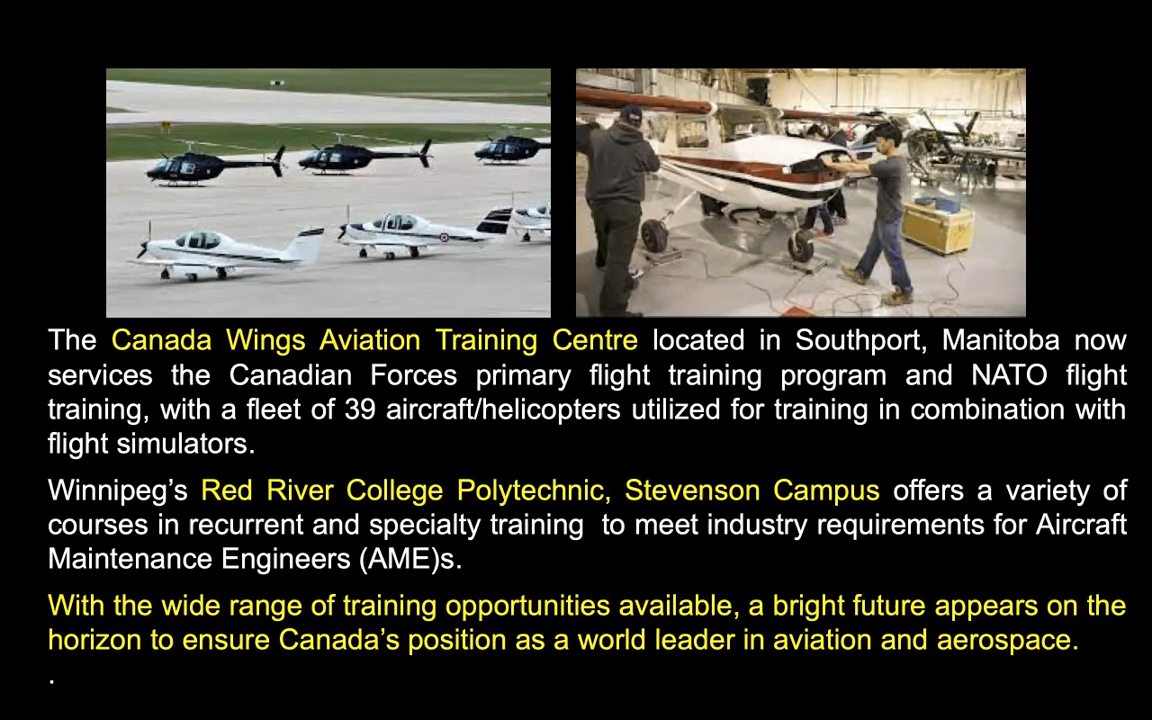 The Canada Wings Aviation Training Centre located in Southport, Manitoba now
services the Canadian Forces primary flight training program and NATO flight
training, with a fleet of 39 aircraft/helicopters utilized for training in combination with
flight simulators.
Winnipeg’s Red River College Polytechnic, Stevenson Campus offers a variety of
courses in recurrent and specialty training  to meet industry requirements for Aircraft
Maintenance Engineers (AME)s.
With the wide range of training opportunities available, a bright future appears on the
horizon to ensure Canada’s position as a world leader in aviation and aerospace.
.